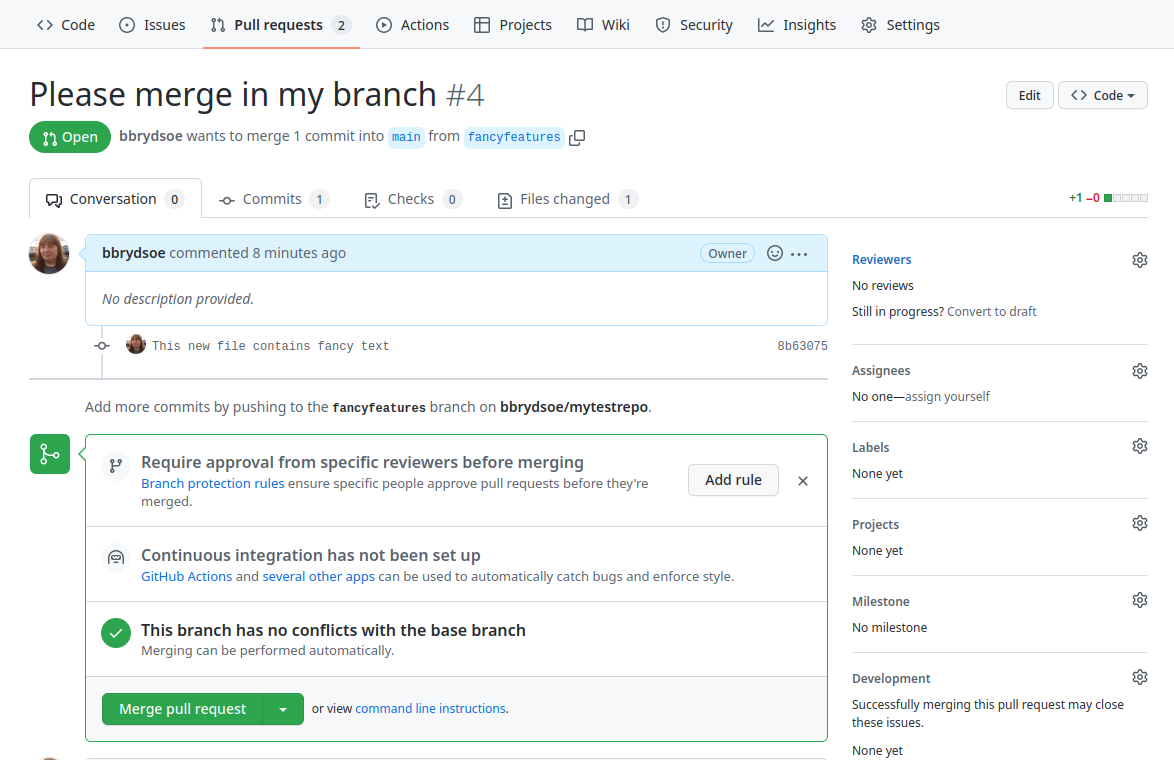 Code Issues Pull requests 2 Actions Projects Wiki Security Insights Settings
Please merge in my branch #4
Edit Code
Open bbrydsoe wants to merge 1 commit into main from fancyfeatures
Conversation 0 Commits 1 Checks 0 Files changed 1
+1 −0
bbrydsoe commented 8 minutes ago Owner
No description provided.
This new file contains fancy text 8b63075
Add more commits by pushing to the fancyfeatures branch on bbrydsoe/mytestrepo.
Require approval from specific reviewers before merging
Branch protection rules ensure specific people approve pull requests before they're
merged.
Add rule
Continuous integration has not been set up
GitHub Actions and several other apps can be used to automatically catch bugs and enforce style.
This branch has no conflicts with the base branch
Merging can be performed automatically.
Merge pull request or view command line instructions.
Reviewers
No reviews
Still in progress? Convert to draft
Assignees
No one—assign yourself
Labels
None yet
Projects
None yet
Milestone
No milestone
Development
Successfully merging this pull request may close
these issues.
None yet